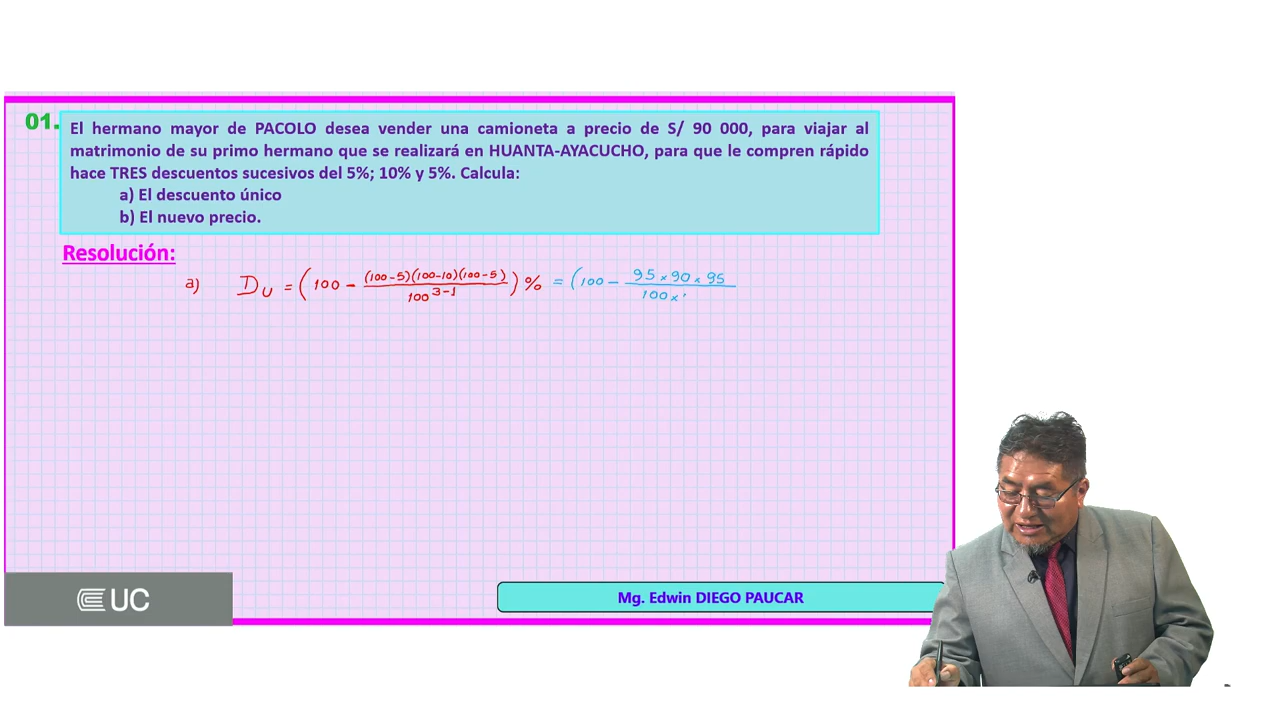 01.
El hermano mayor de PACOLO desea vender una camioneta a precio de S/ 90 000, para viajar al
matrimonio de su primo hermano que se realizará en HUANTA-AYACUCHO, para que le compren rápido
hace TRES descuentos sucesivos del 5%; 10% y 5%. Calcula:
a) El descuento único
b) El nuevo precio.
Resolución:
a) D_U = (100 - (100-5)(100-10)(100-5) / 100^(3-1)) % = (100 - 95 x 90 x 95 / 100 x
UC
Mg. Edwin DIEGO PAUCAR